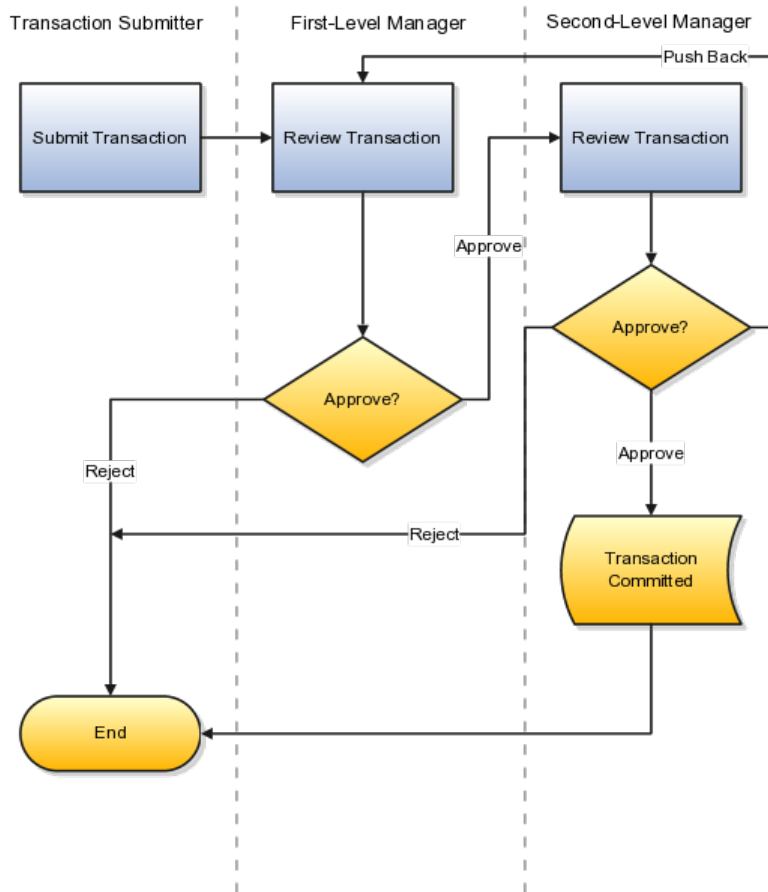 Transaction Submitter
First-Level Manager
Second-Level Manager
Push Back
Submit Transaction
Review Transaction
Review Transaction
Approve
Approve?
Approve?
Reject
Approve
Reject
Transaction
Committed
End